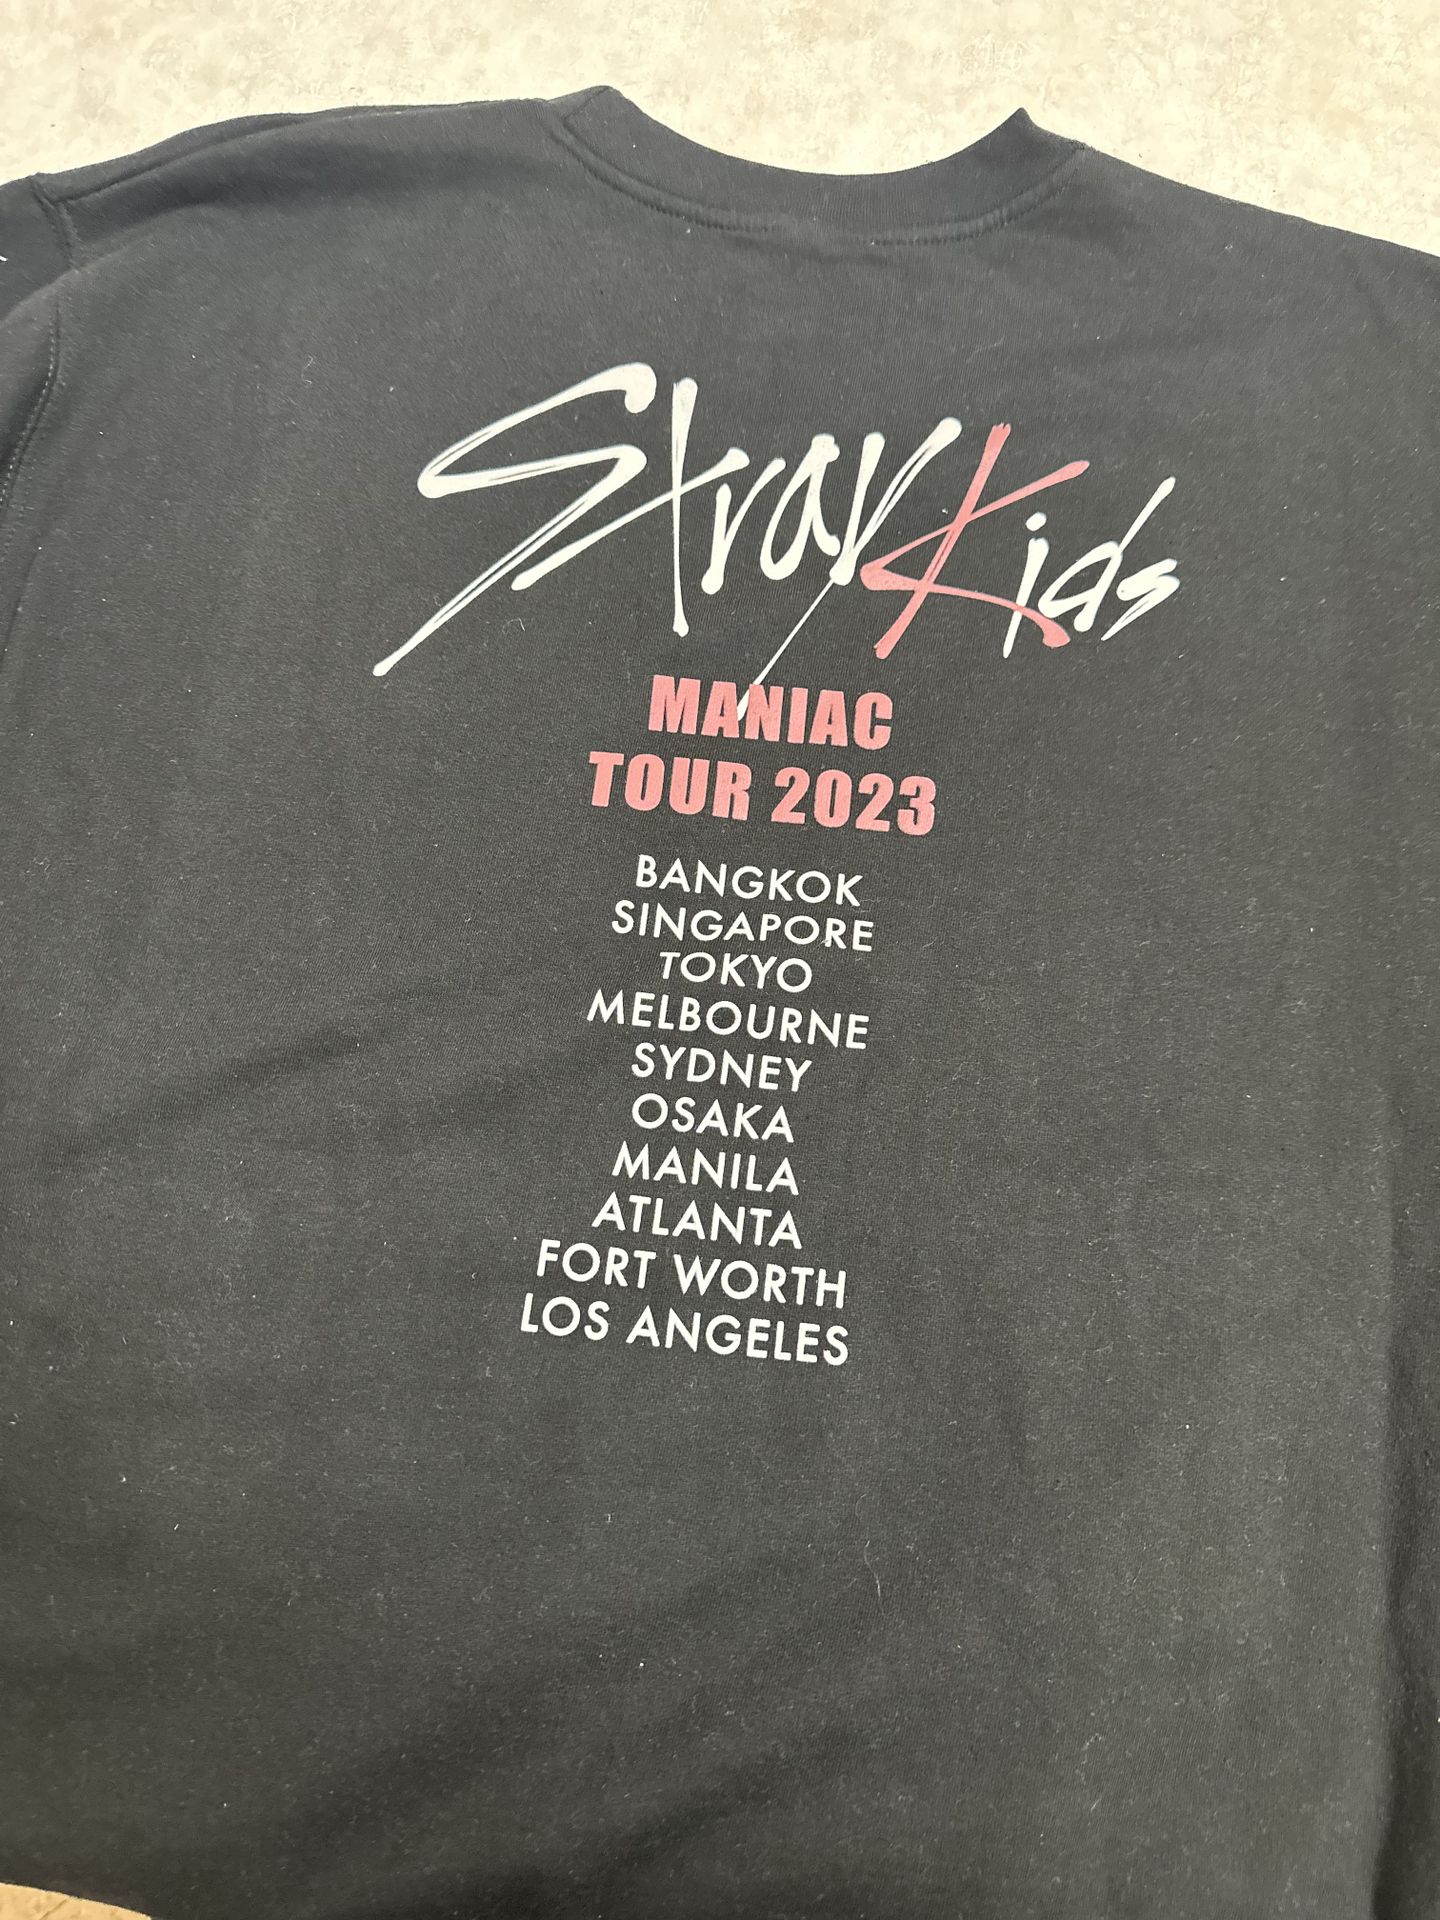 Stray Kids
MANIAC
TOUR 2023
BANGKOK
SINGAPORE
TOKYO
MELBOURNE
SYDNEY
OSAKA
MANILA
ATLANTA
FORT WORTH
LOS ANGELES